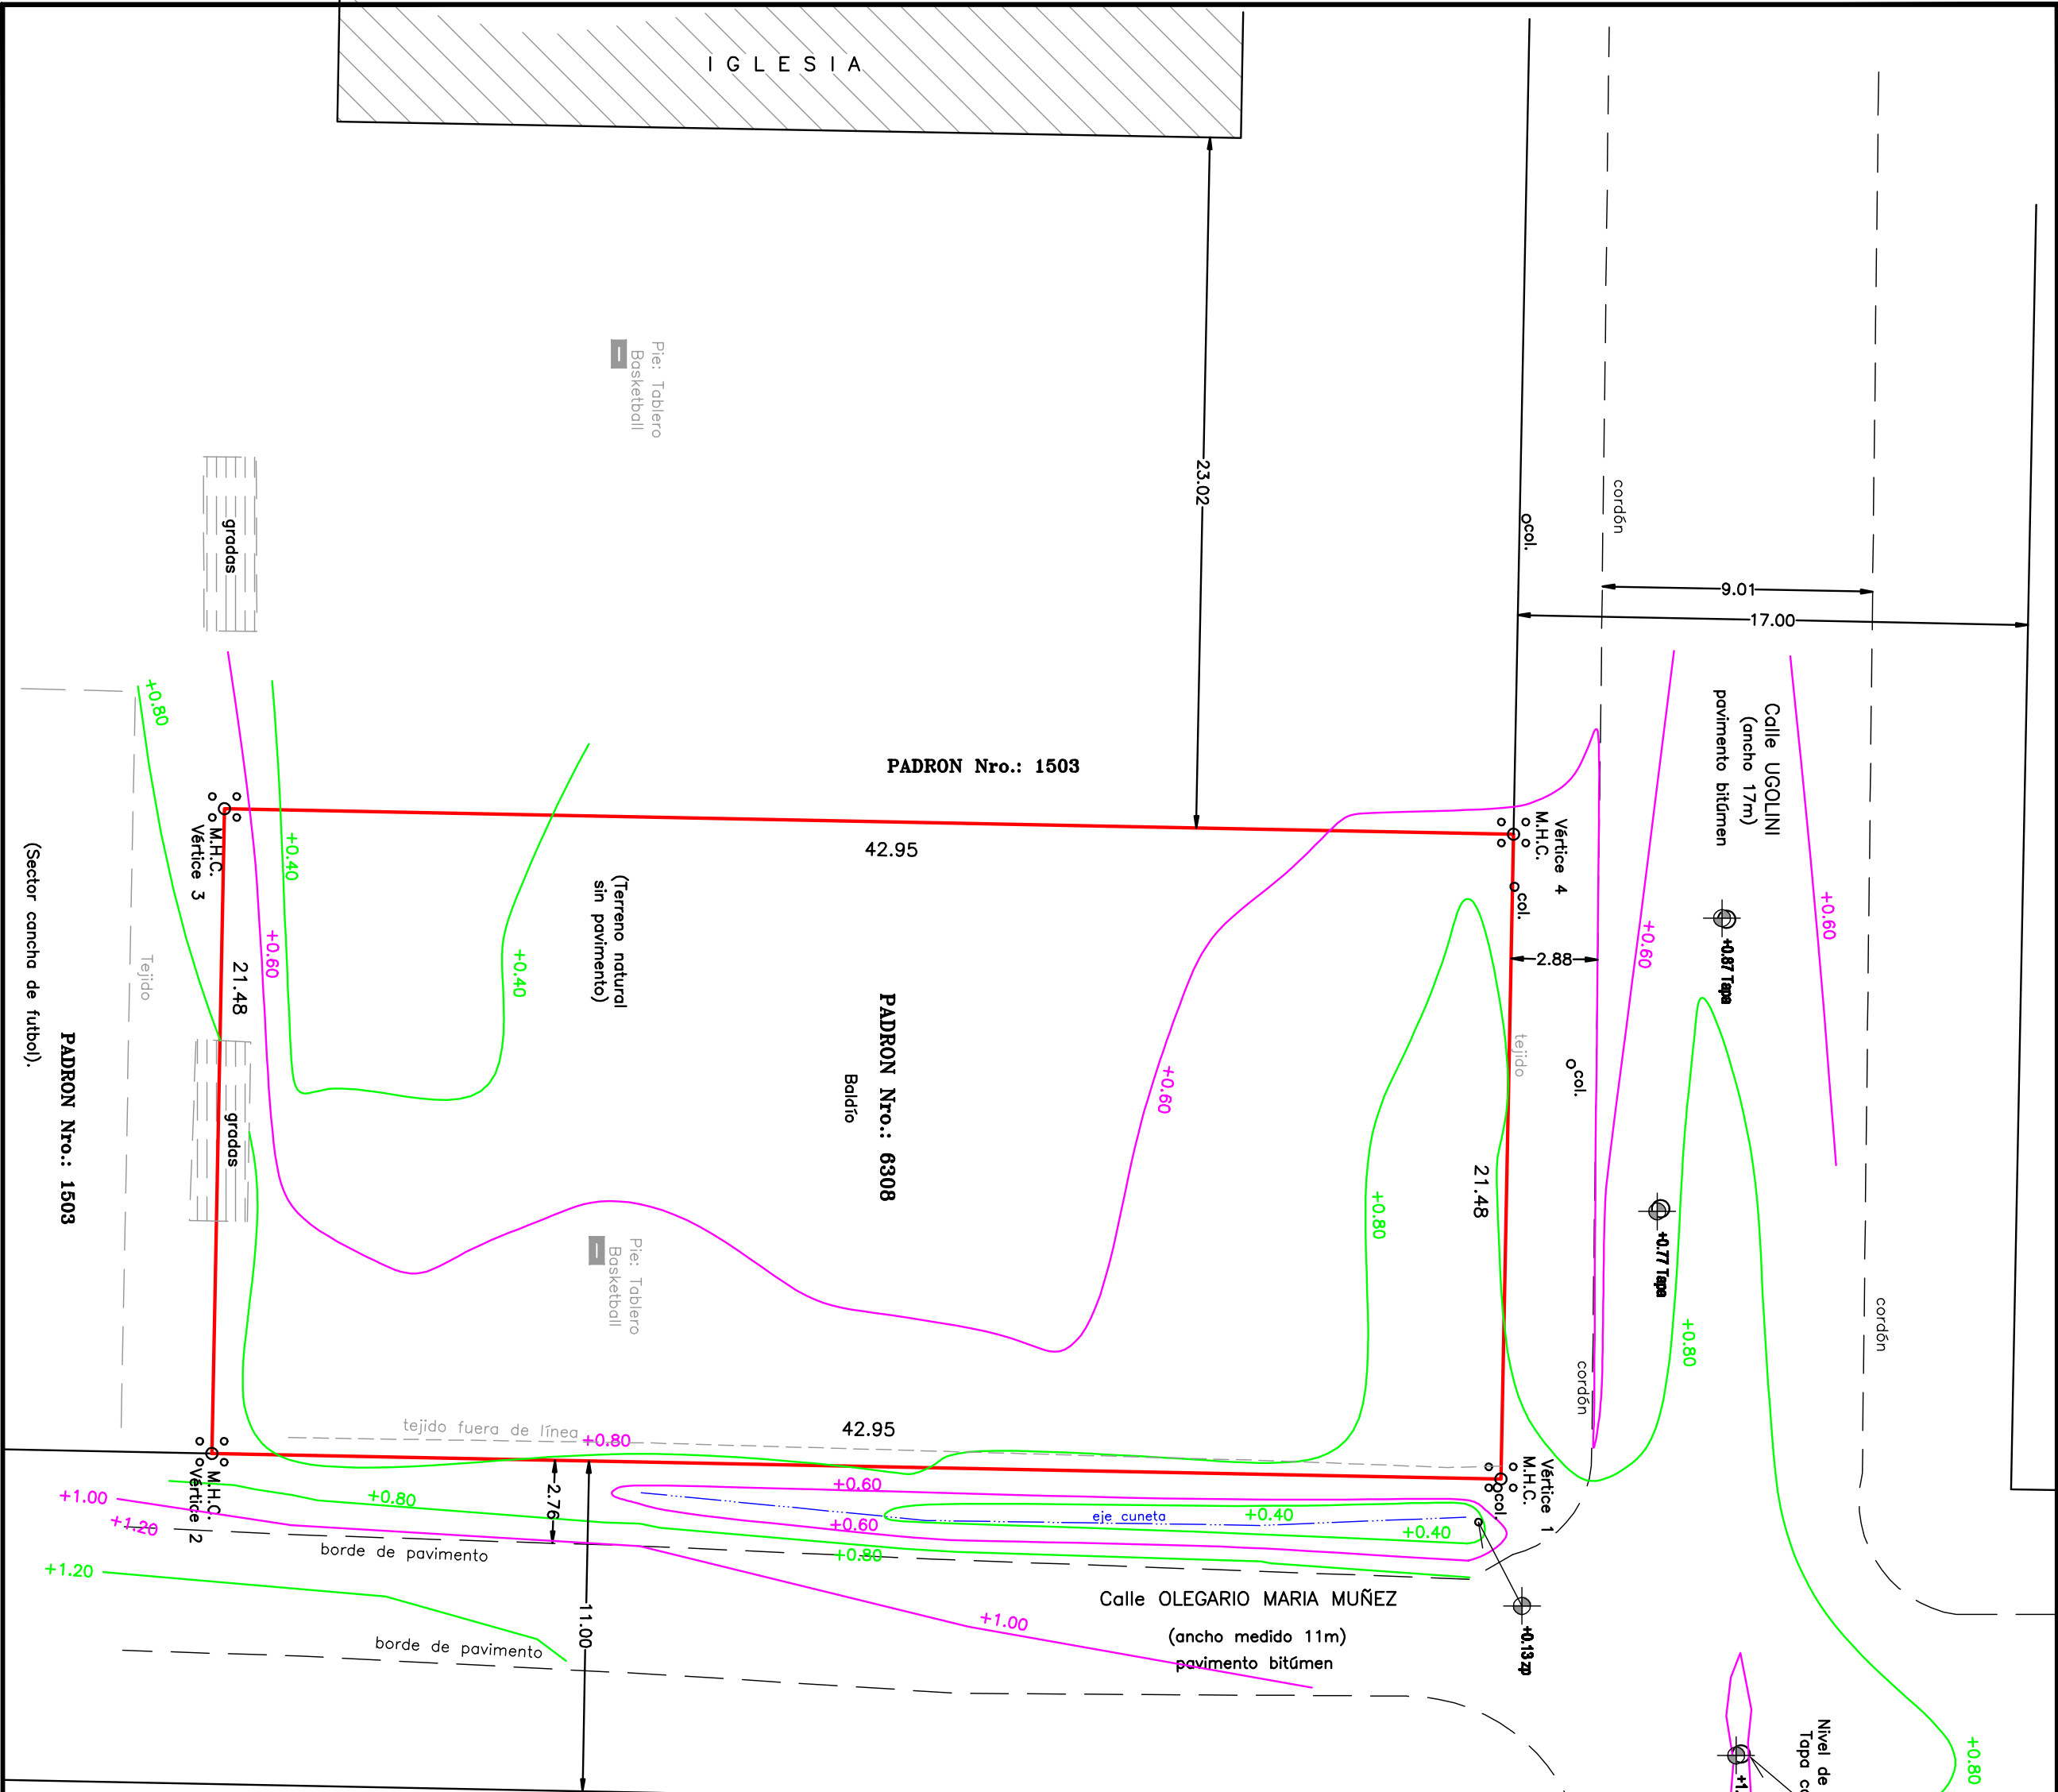 IGLESIA
Pie: Tablero
Basketball
23.02
col.
cordón
9.01
17.00
gradas
+0.80
PADRON Nro.: 1503
42.95
Calle UGOLINI
(ancho 17m)
pavimento bitúmen
+0.60
+0.60
+0.87 Tapa
Vértice 4
M.H.C.
col.
2.88
M.H.C.
Vértice 3
+0.40
+0.60
21.48
(Terreno natural
sin pavimento)
+0.40
Tejido
(Sector cancha de futbol).
PADRON Nro.: 1503
PADRON Nro.: 6308
Baldío
+0.60
tejido
col.
21.48
+0.80
+0.77 Tapa
+0.80
cordón
cordón
gradas
Pie: Tablero
Basketball
tejido fuera de línea
+0.80
42.95
Vértice 1
M.H.C.
col.
M.H.C.
Vértice 2
+1.00
+1.20
+0.80
2.76
+0.60
+0.60
eje cuneta
+0.40
+0.40
+0.80
borde de pavimento
+1.20
11.00
borde de pavimento
Calle OLEGARIO MARIA MUÑEZ
(ancho medido 11m)
pavimento bitúmen
+1.00
+0.13 zp
Nivel de
Tapa
+0.80